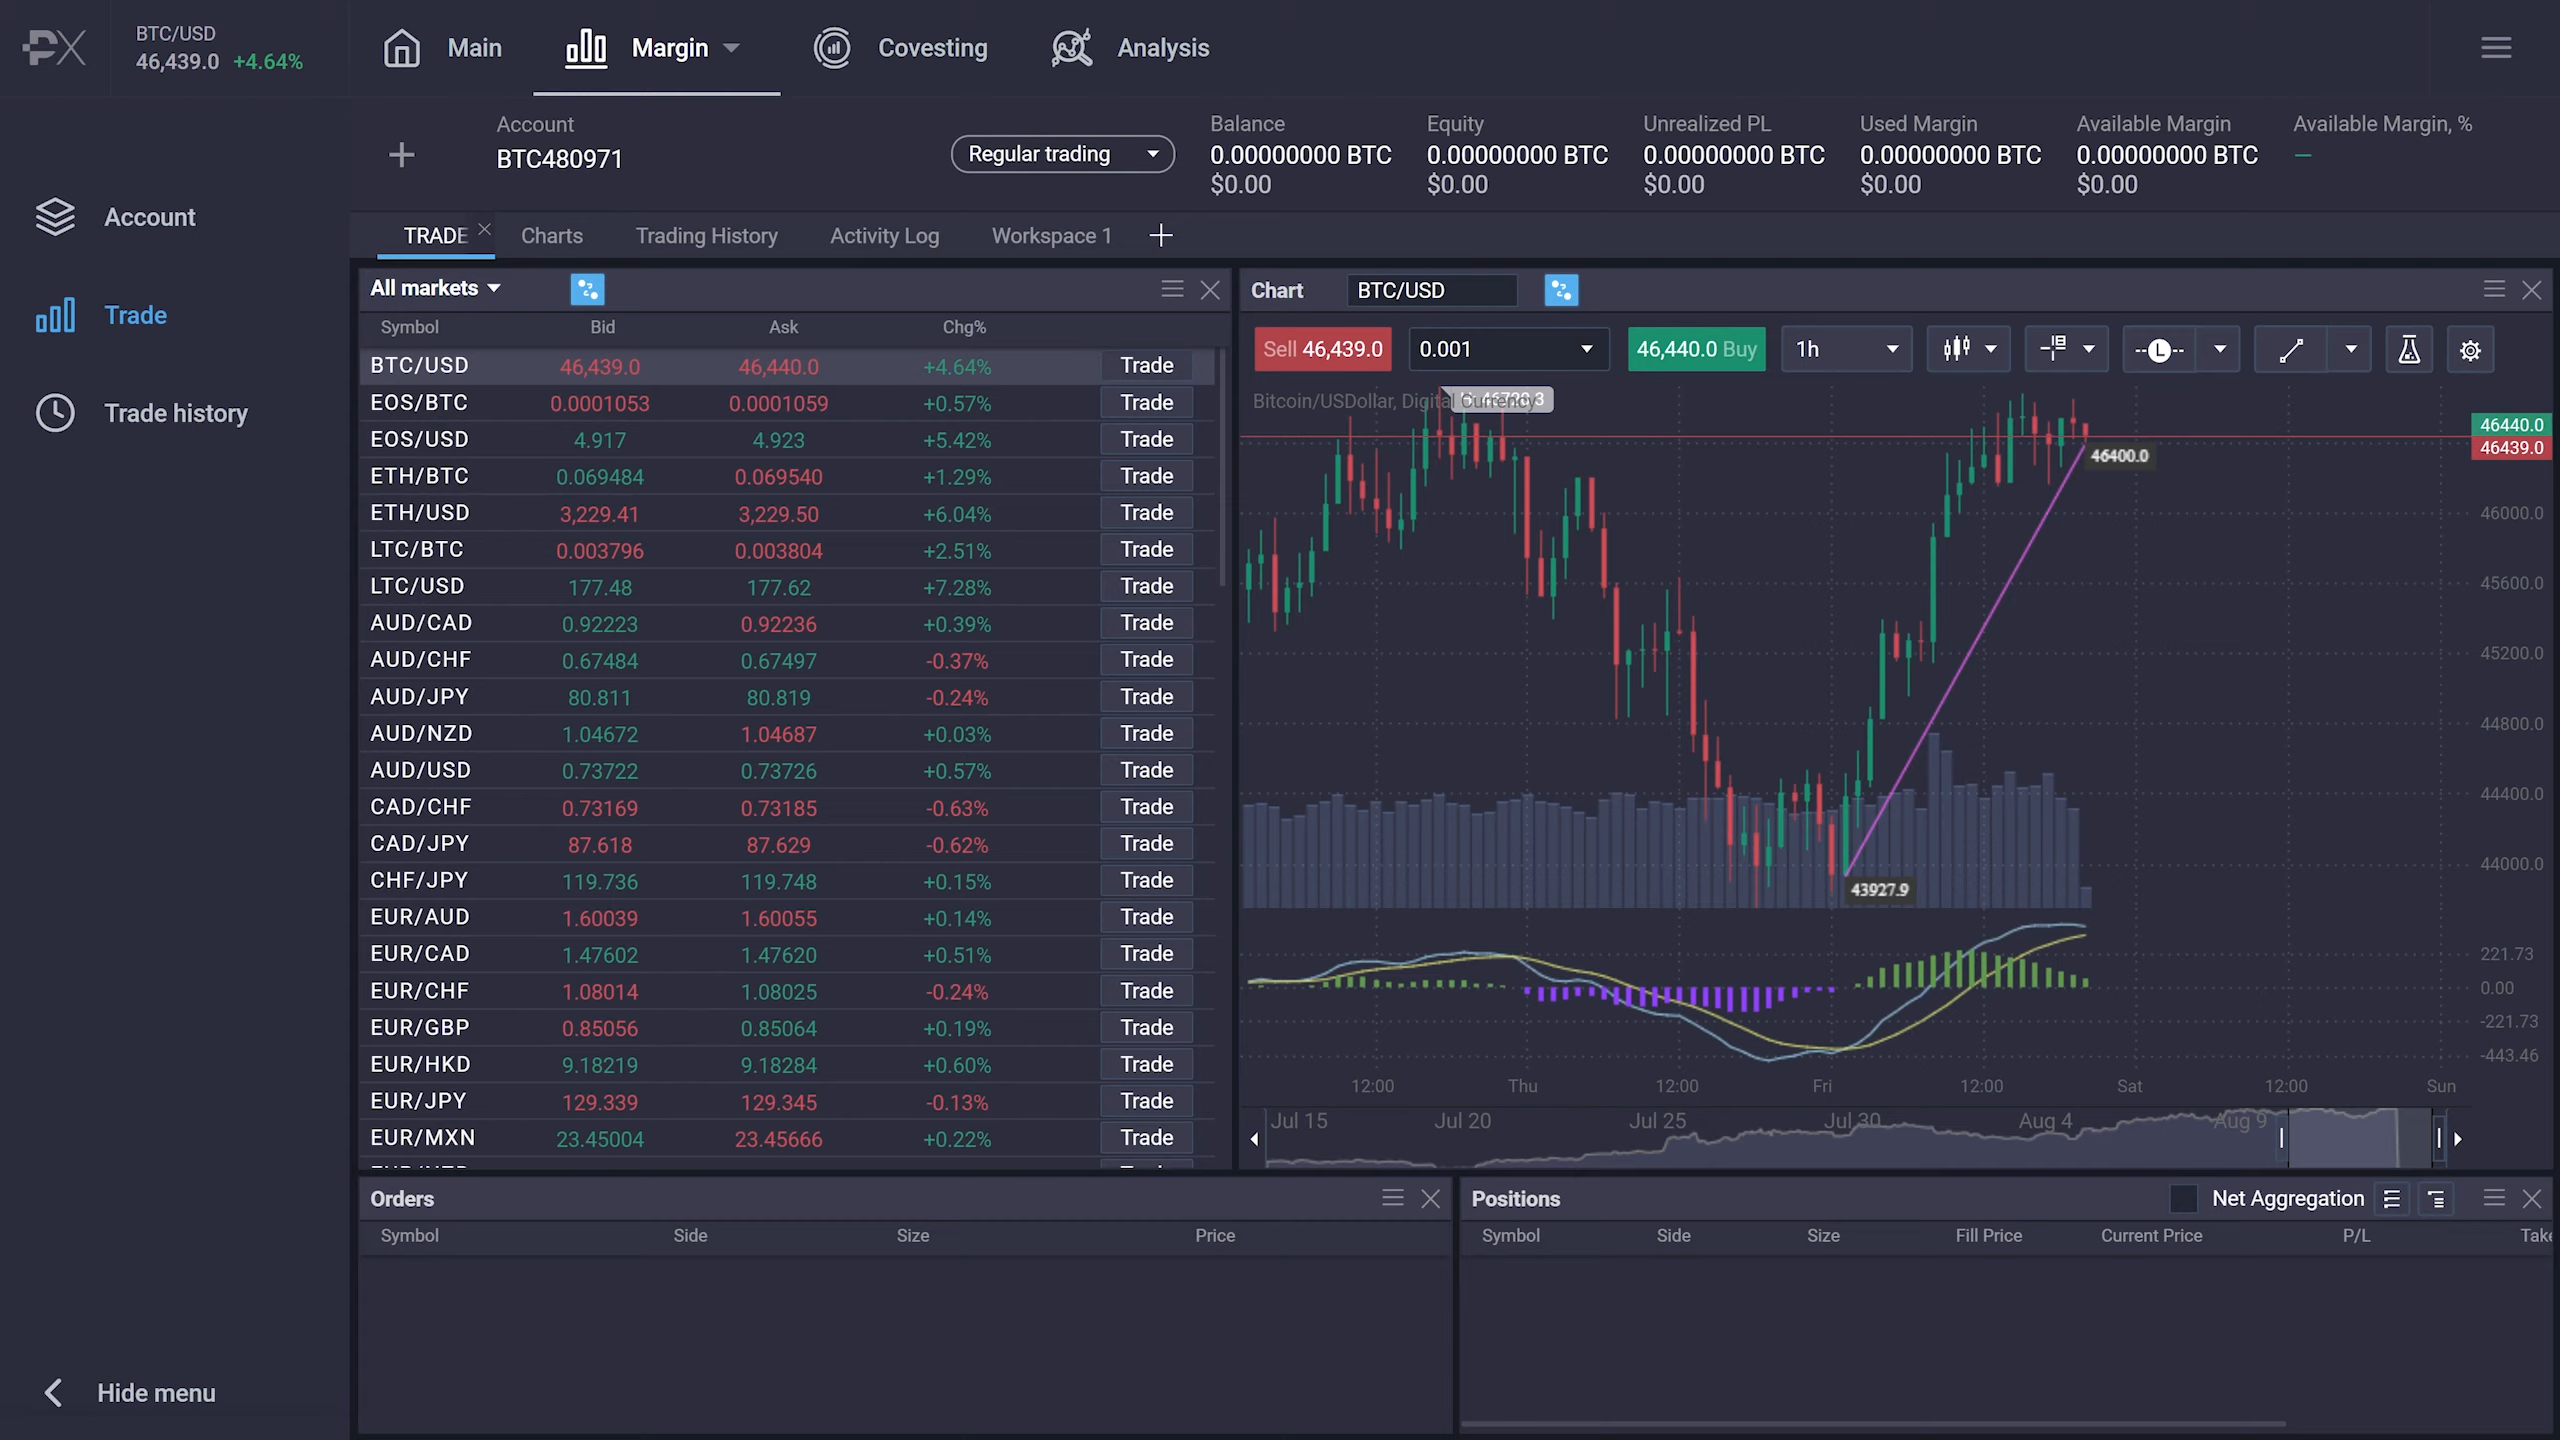 PX
BTC/USD
46,439.0 +4.64%
Main
Margin
Covesting
Analysis
Account
BTC480971
Regular trading
Balance
0.00000000 BTC
$0.00
Equity
0.00000000 BTC
$0.00
Unrealized PL
0.00000000 BTC
$0.00
Used Margin
0.00000000 BTC
$0.00
Available Margin
0.00000000 BTC
$0.00
Available Margin, %
–
Account
Trade
Trade history
Hide menu
TRADE
Charts
Trading History
Activity Log
Workspace 1
All markets
Symbol Bid Ask Chg%
BTC/USD 46,439.0 46,440.0 +4.64% Trade
EOS/BTC 0.0001053 0.0001059 +0.57% Trade
EOS/USD 4.917 4.923 +5.42% Trade
ETH/BTC 0.069484 0.069540 +1.29% Trade
ETH/USD 3,229.41 3,229.50 +6.04% Trade
LTC/BTC 0.003796 0.003804 +2.51% Trade
LTC/USD 177.48 177.62 +7.28% Trade
AUD/CAD 0.92223 0.92236 +0.39% Trade
AUD/CHF 0.67484 0.67497 -0.37% Trade
AUD/JPY 80.811 80.819 -0.24% Trade
AUD/NZD 1.04672 1.04687 +0.03% Trade
AUD/USD 0.73722 0.73726 +0.57% Trade
CAD/CHF 0.73169 0.73185 -0.63% Trade
CAD/JPY 87.618 87.629 -0.62% Trade
CHF/JPY 119.736 119.748 +0.15% Trade
EUR/AUD 1.60039 1.60055 +0.14% Trade
EUR/CAD 1.47602 1.47620 +0.51% Trade
EUR/CHF 1.08014 1.08025 -0.24% Trade
EUR/GBP 0.85056 0.85064 +0.19% Trade
EUR/HKD 9.18219 9.18284 +0.60% Trade
EUR/JPY 129.339 129.345 -0.13% Trade
EUR/MXN 23.45004 23.45666 +0.22% Trade
Chart BTC/USD
Sell 46,439.0
0.001
46,440.0 Buy
1h
L
Bitcoin/USDollar, Digital Currency
46440.0
46439.0
46400.0
46000.0
45600.0
45200.0
44800.0
44400.0
44000.0
43927.9
221.73
0.00
-221.73
-443.46
12:00 Thu 12:00 Fri 12:00 Sat 12:00 Sun
Jul 15 Jul 20 Jul 25 Jul 30 Aug 4 Aug 9
Orders
Symbol Side Size Price
Positions
Net Aggregation
Symbol Side Size Fill Price Current Price P/L Take